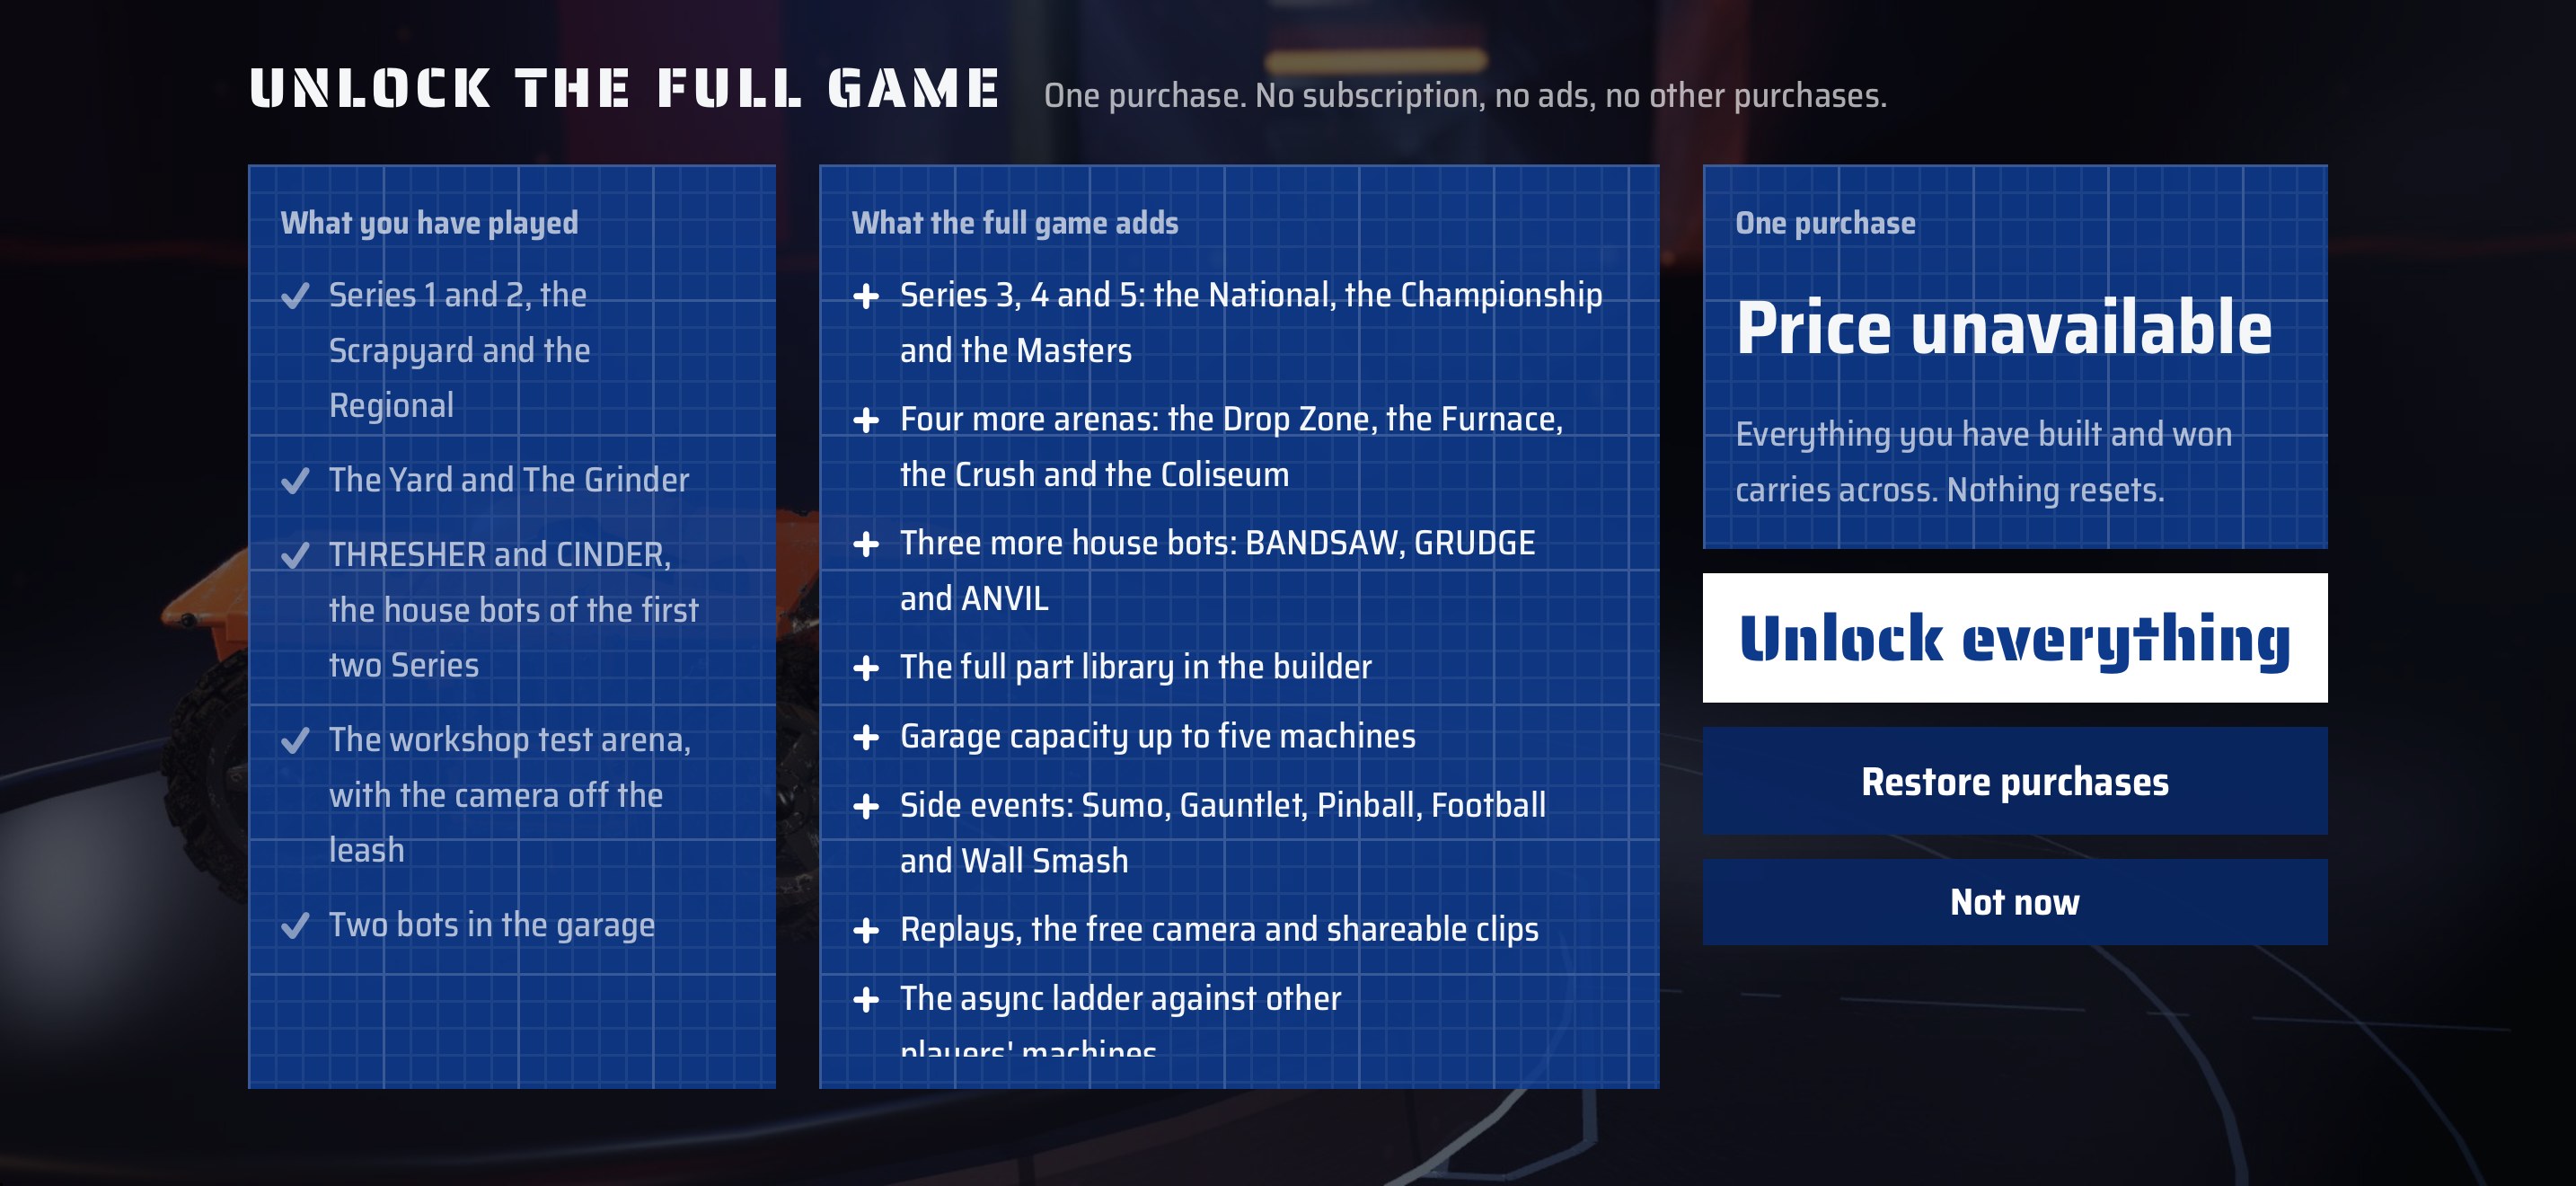 UNLOCK THE FULL GAME One purchase. No subscription, no ads, no other purchases.
What you have played
Series 1 and 2, the
Scrapyard and the
Regional
The Yard and The Grinder
THRESHER and CINDER,
the house bots of the first
two Series
The workshop test arena,
with the camera off the
leash
Two bots in the garage
What the full game adds
Series 3, 4 and 5: the National, the Championship
and the Masters
Four more arenas: the Drop Zone, the Furnace,
the Crush and the Coliseum
Three more house bots: BANDSAW, GRUDGE
and ANVIL
The full part library in the builder
Garage capacity up to five machines
Side events: Sumo, Gauntlet, Pinball, Football
and Wall Smash
Replays, the free camera and shareable clips
The async ladder against other
players' machines
One purchase
Price unavailable
Everything you have built and won
carries across. Nothing resets.
Unlock everything
Restore purchases
Not now